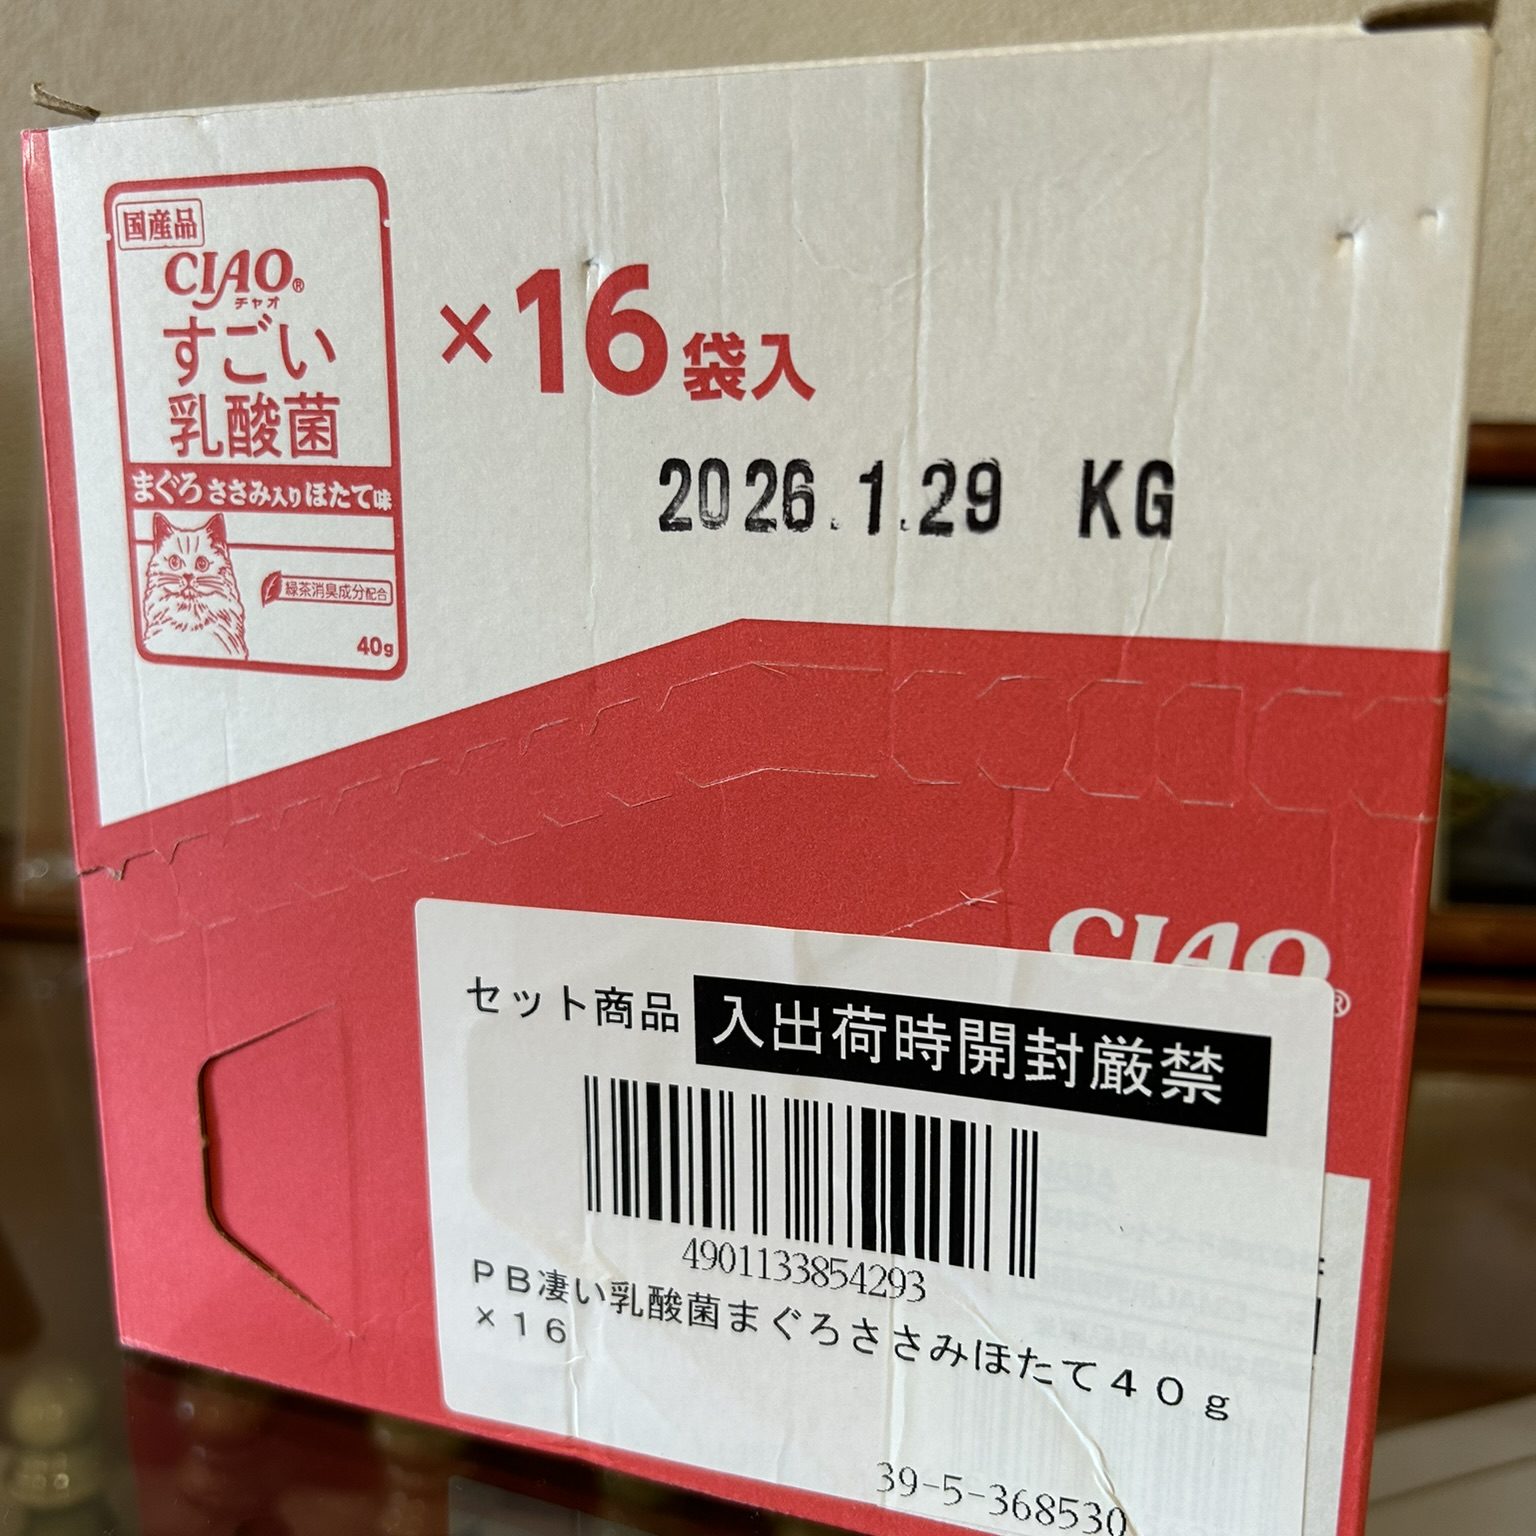 国産品
CIAO®
チャオ
すごい
乳酸菌
まぐろ ささみ入り ほたて味
緑茶消臭成分配合
40g
×16袋入
2026.1.29 KG
CIAO®
セット商品 入出荷時開封厳禁
4901133854293
ＰＢ凄い乳酸菌まぐろささみほたて４０ｇ
×１６
39-5-368530